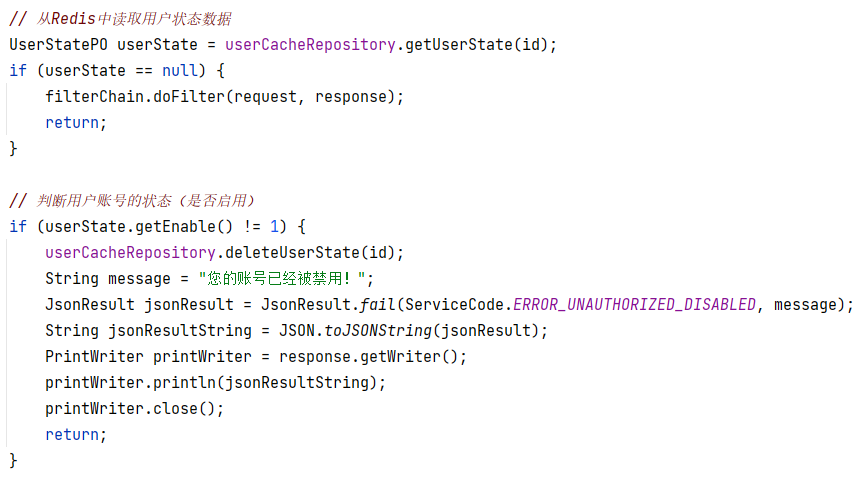 // 从Redis中读取用户状态数据
UserStatePO userState = userCacheRepository.getUserState(id);
if (userState == null) {
    filterChain.doFilter(request, response);
    return;
}

// 判断用户账号的状态（是否启用）
if (userState.getEnable() != 1) {
    userCacheRepository.deleteUserState(id);
    String message = "您的账号已经被禁用！";
    JsonResult jsonResult = JsonResult.fail(ServiceCode.ERROR_UNAUTHORIZED_DISABLED, message);
    String jsonResultString = JSON.toJSONString(jsonResult);
    PrintWriter printWriter = response.getWriter();
    printWriter.println(jsonResultString);
    printWriter.close();
    return;
}